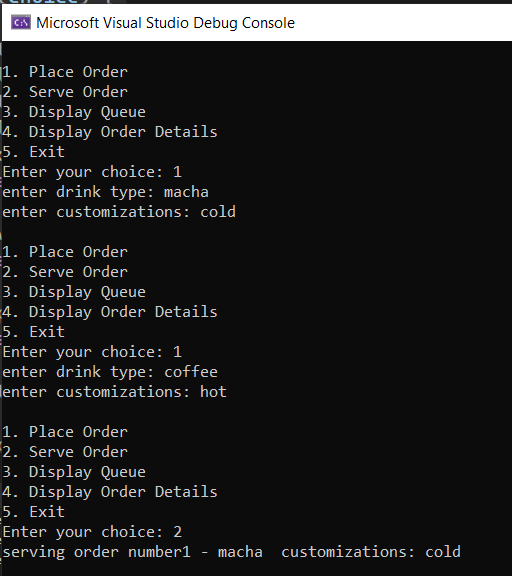 Microsoft Visual Studio Debug Console
1. Place Order
2. Serve Order
3. Display Queue
4. Display Order Details
5. Exit
Enter your choice: 1
enter drink type: macha
enter customizations: cold
1. Place Order
2. Serve Order
3. Display Queue
4. Display Order Details
5. Exit
Enter your choice: 1
enter drink type: coffee
enter customizations: hot
1. Place Order
2. Serve Order
3. Display Queue
4. Display Order Details
5. Exit
Enter your choice: 2
serving order number1 - macha  customizations: cold